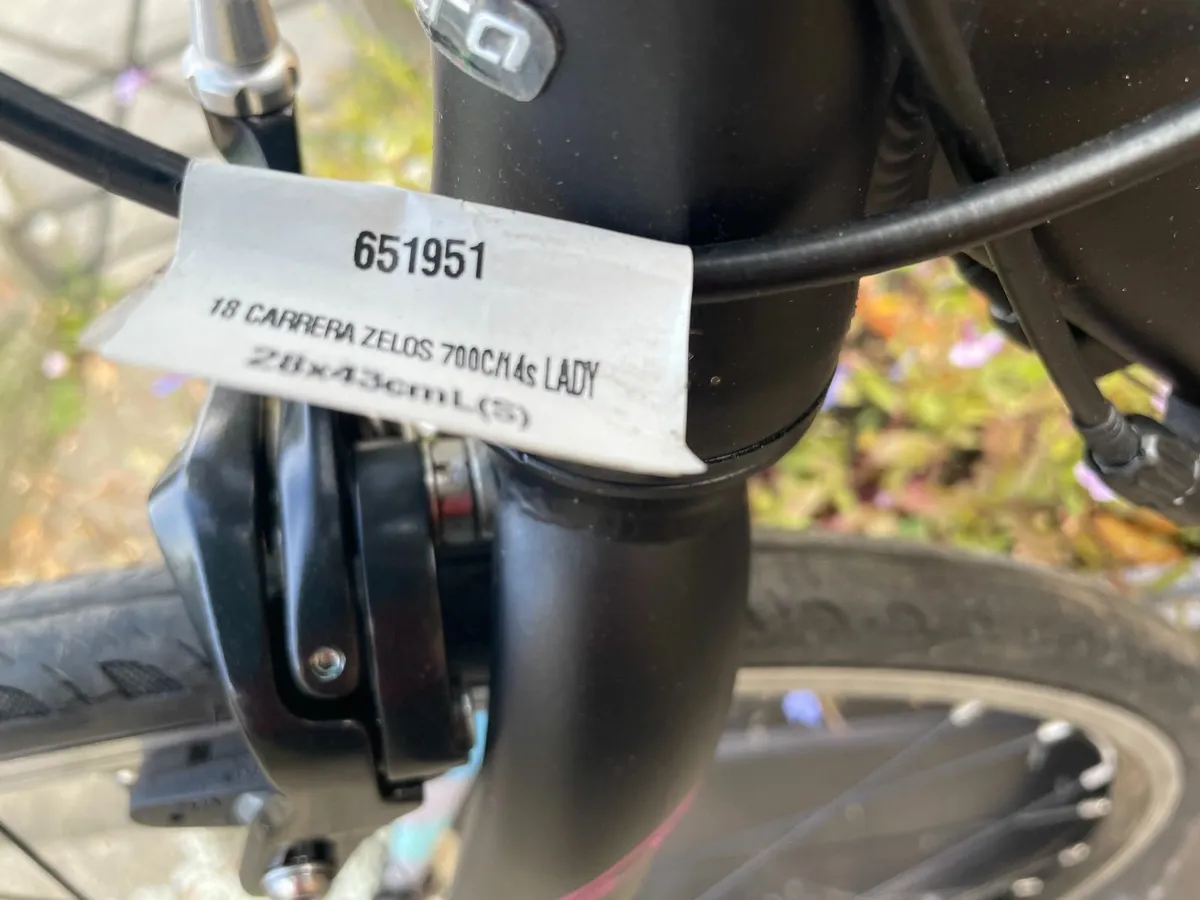 651951
18 CARRERA ZELOS 700C/14s LADY
28x43cmL(S)